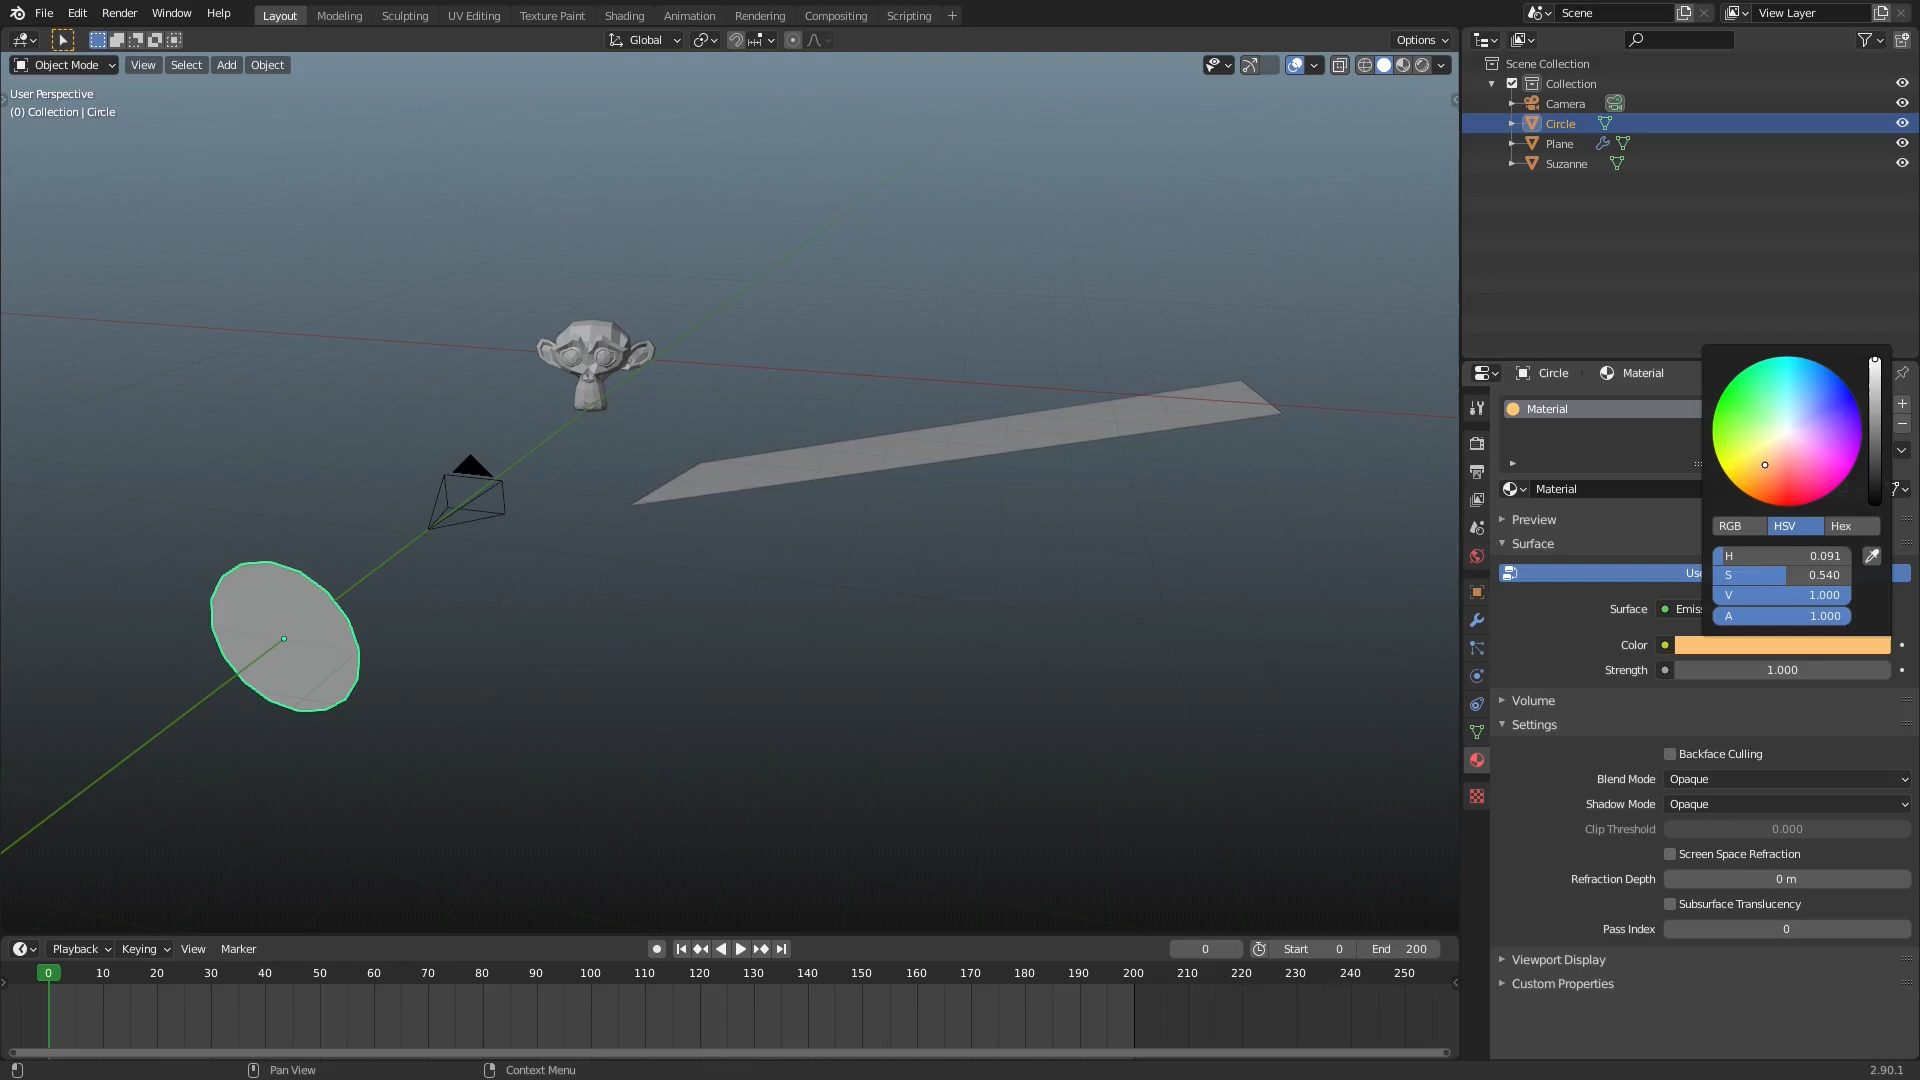 File Edit Render Window Help Layout Modeling Sculpting UV Editing Texture Paint Shading Animation Rendering Compositing Scripting + Scene View Layer
Global Options
Object Mode View Select Add Object
User Perspective
(0) Collection | Circle
Scene Collection
Collection
Camera
Circle
Plane
Suzanne
Circle Material
Material
Material
RGB HSV Hex
Preview
Surface
H 0.091
Use
S 0.540
V 1.000
Surface Emis
A 1.000
Color
Strength 1.000
Volume
Settings
Backface Culling
Blend Mode Opaque
Shadow Mode Opaque
Clip Threshold 0.000
Screen Space Refraction
Refraction Depth 0 m
Subsurface Translucency
Pass Index 0
Viewport Display
Custom Properties
Playback Keying View Marker 0 Start 0 End 200
0 10 20 30 40 50 60 70 80 90 100 110 120 130 140 150 160 170 180 190 200 210 220 230 240 250
Pan View Context Menu 2.90.1